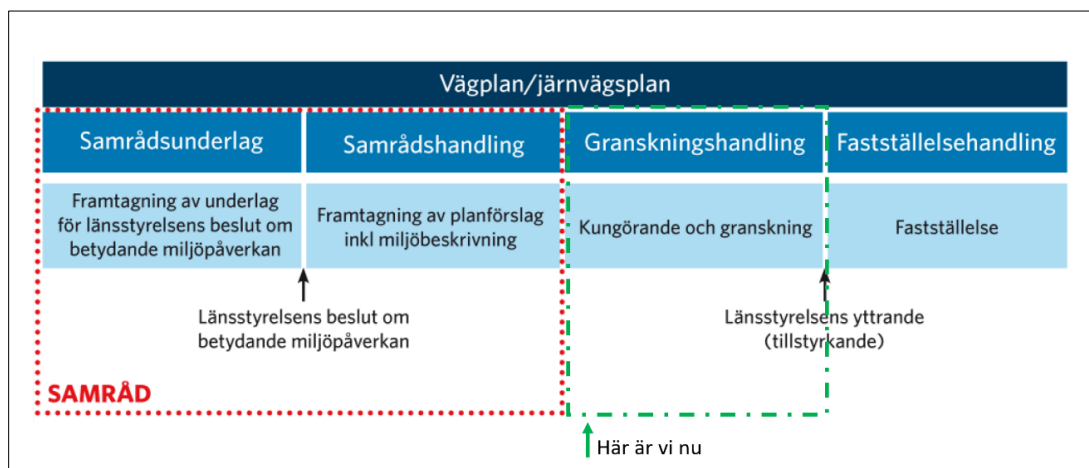 Vägplan/järnvägsplan
Samrådsunderlag
Samrådshandling
Granskningshandling
Fastställelsehandling
Framtagning av underlag
för länsstyrelsens beslut om
betydande miljöpåverkan
Framtagning av planförslag
inkl miljöbeskrivning
Kungörande och granskning
Fastställelse
Länsstyrelsens beslut om
betydande miljöpåverkan
Länsstyrelsens yttrande
(tillstyrkande)
SAMRÅD
Här är vi nu